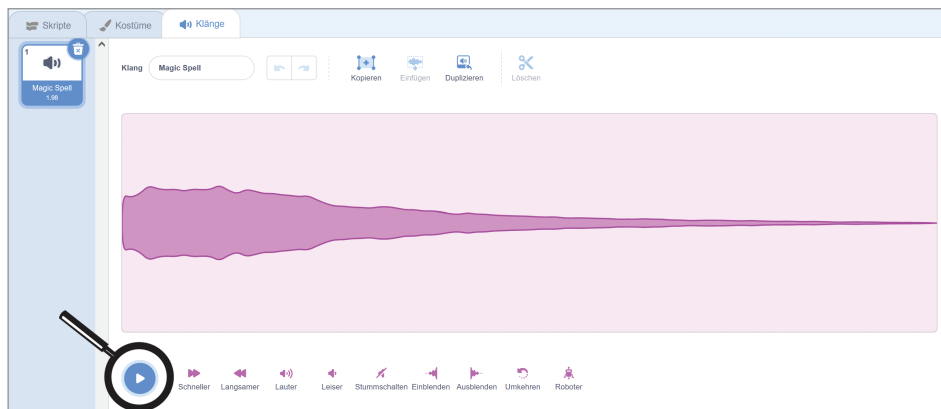 Skripte Kostüme Klänge
1
Magic Spell
1.98
Klang Magic Spell
Kopieren Einfügen Duplizieren Löschen
Schneller Langsamer Lauter Leiser Stummschalten Einblenden Ausblenden Umkehren Roboter